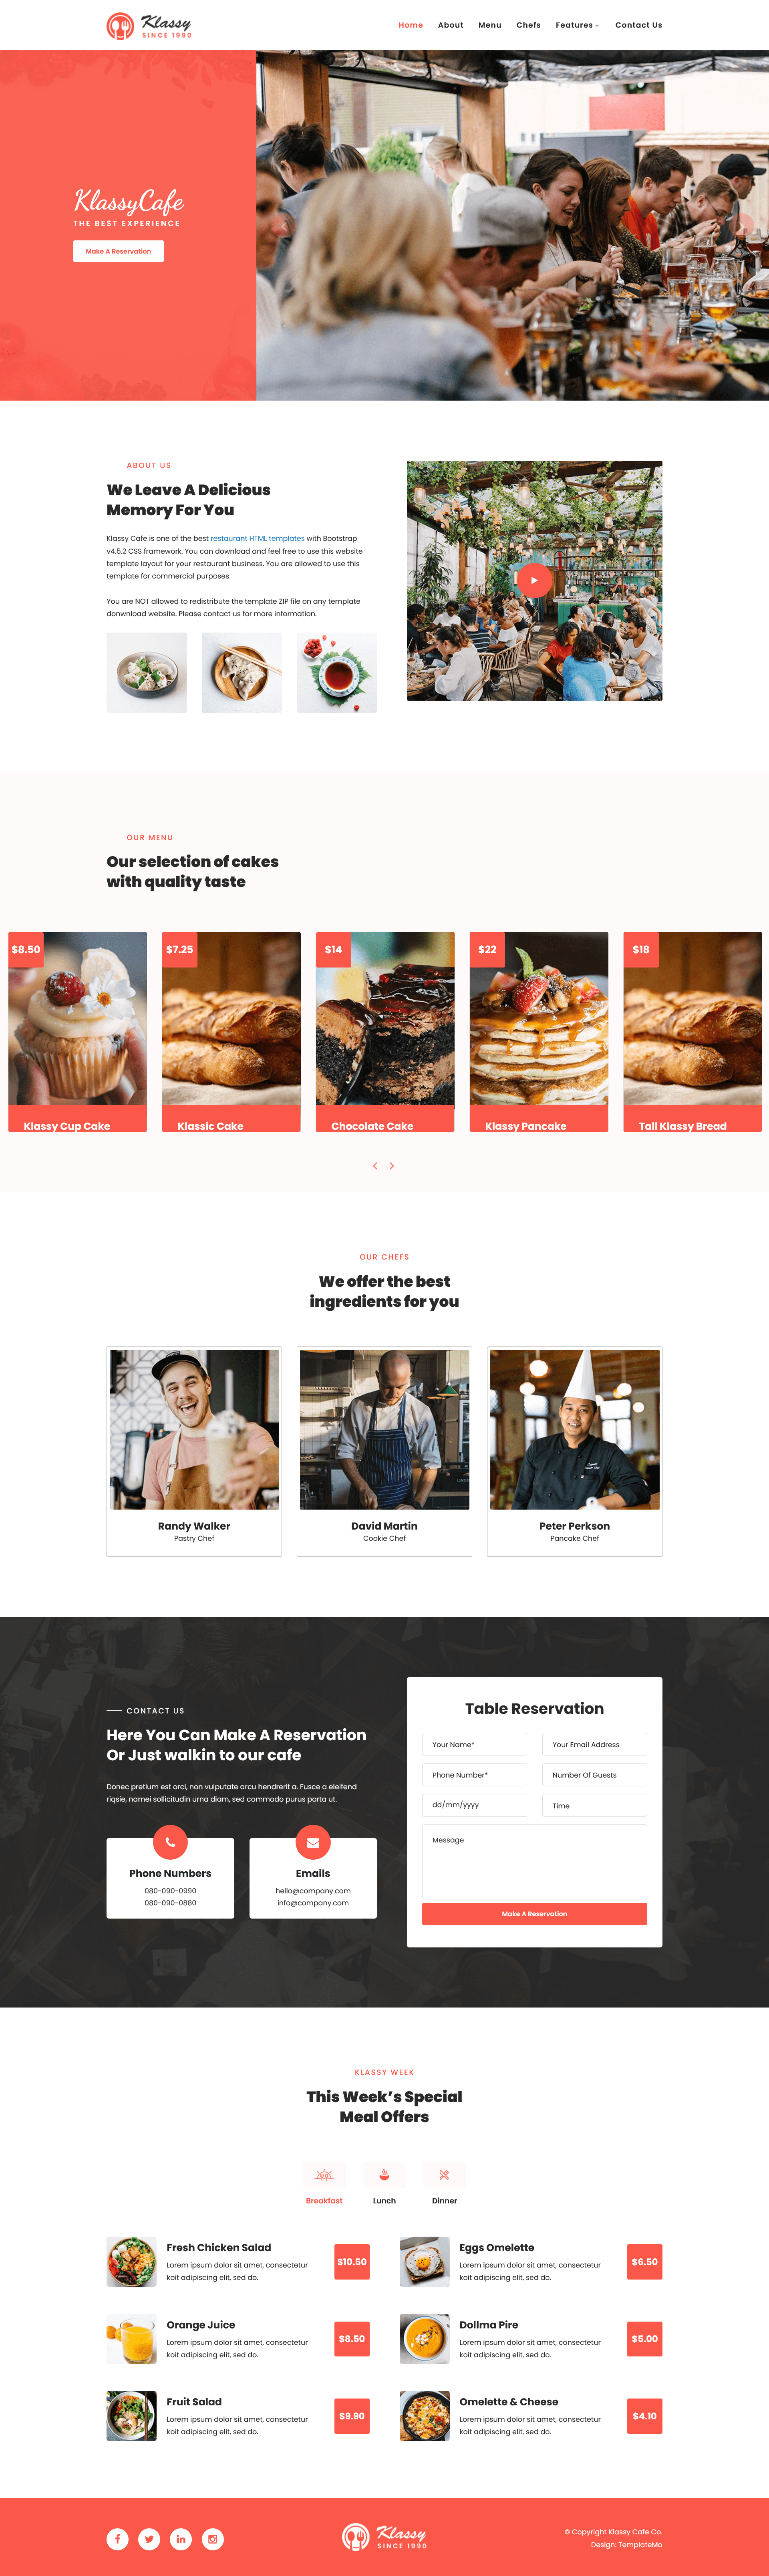 Klassy
SINCE 1990
Home About Menu Chefs Features Contact Us
KlassyCafe
THE BEST EXPERIENCE
Make A Reservation
ABOUT US
We Leave A Delicious
Memory For You
Klassy Cafe is one of the best restaurant HTML templates with Bootstrap
v4.5.2 CSS framework. You can download and feel free to use this website
template layout for your restaurant business. You are allowed to use this
template for commercial purposes.
You are NOT allowed to redistribute the template ZIP file on any template
donwnload website. Please contact us for more information.
OUR MENU
Our selection of cakes
with quality taste
$8.50 $7.25 $14 $22 $18
Klassy Cup Cake Klassic Cake Chocolate Cake Klassy Pancake Tall Klassy Bread
OUR CHEFS
We offer the best
ingredients for you
Randy Walker
Pastry Chef
David Martin
Cookie Chef
Peter Perkson
Pancake Chef
CONTACT US
Here You Can Make A Reservation
Or Just walkin to our cafe
Donec pretium est orci, non vulputate arcu hendrerit a. Fusce a eleifend
riqsie, namei sollicitudin urna diam, sed commodo purus porta ut.
Phone Numbers
080-090-0990
080-090-0880
Emails
hello@company.com
info@company.com
Table Reservation
Your Name* Your Email Address
Phone Number* Number Of Guests
dd/mm/yyyy Time
Message
Make A Reservation
KLASSY WEEK
This Week's Special
Meal Offers
Breakfast Lunch Dinner
Fresh Chicken Salad
Lorem ipsum dolor sit amet, consectetur
koit adipiscing elit, sed do.
$10.50
Eggs Omelette
Lorem ipsum dolor sit amet, consectetur
koit adipiscing elit, sed do.
$6.50
Orange Juice
Lorem ipsum dolor sit amet, consectetur
koit adipiscing elit, sed do.
$8.50
Dollma Pire
Lorem ipsum dolor sit amet, consectetur
koit adipiscing elit, sed do.
$5.00
Fruit Salad
Lorem ipsum dolor sit amet, consectetur
koit adipiscing elit, sed do.
$9.90
Omelette & Cheese
Lorem ipsum dolor sit amet, consectetur
koit adipiscing elit, sed do.
$4.10
Klassy
SINCE 1990
© Copyright Klassy Cafe Co.
Design: TemplateMo